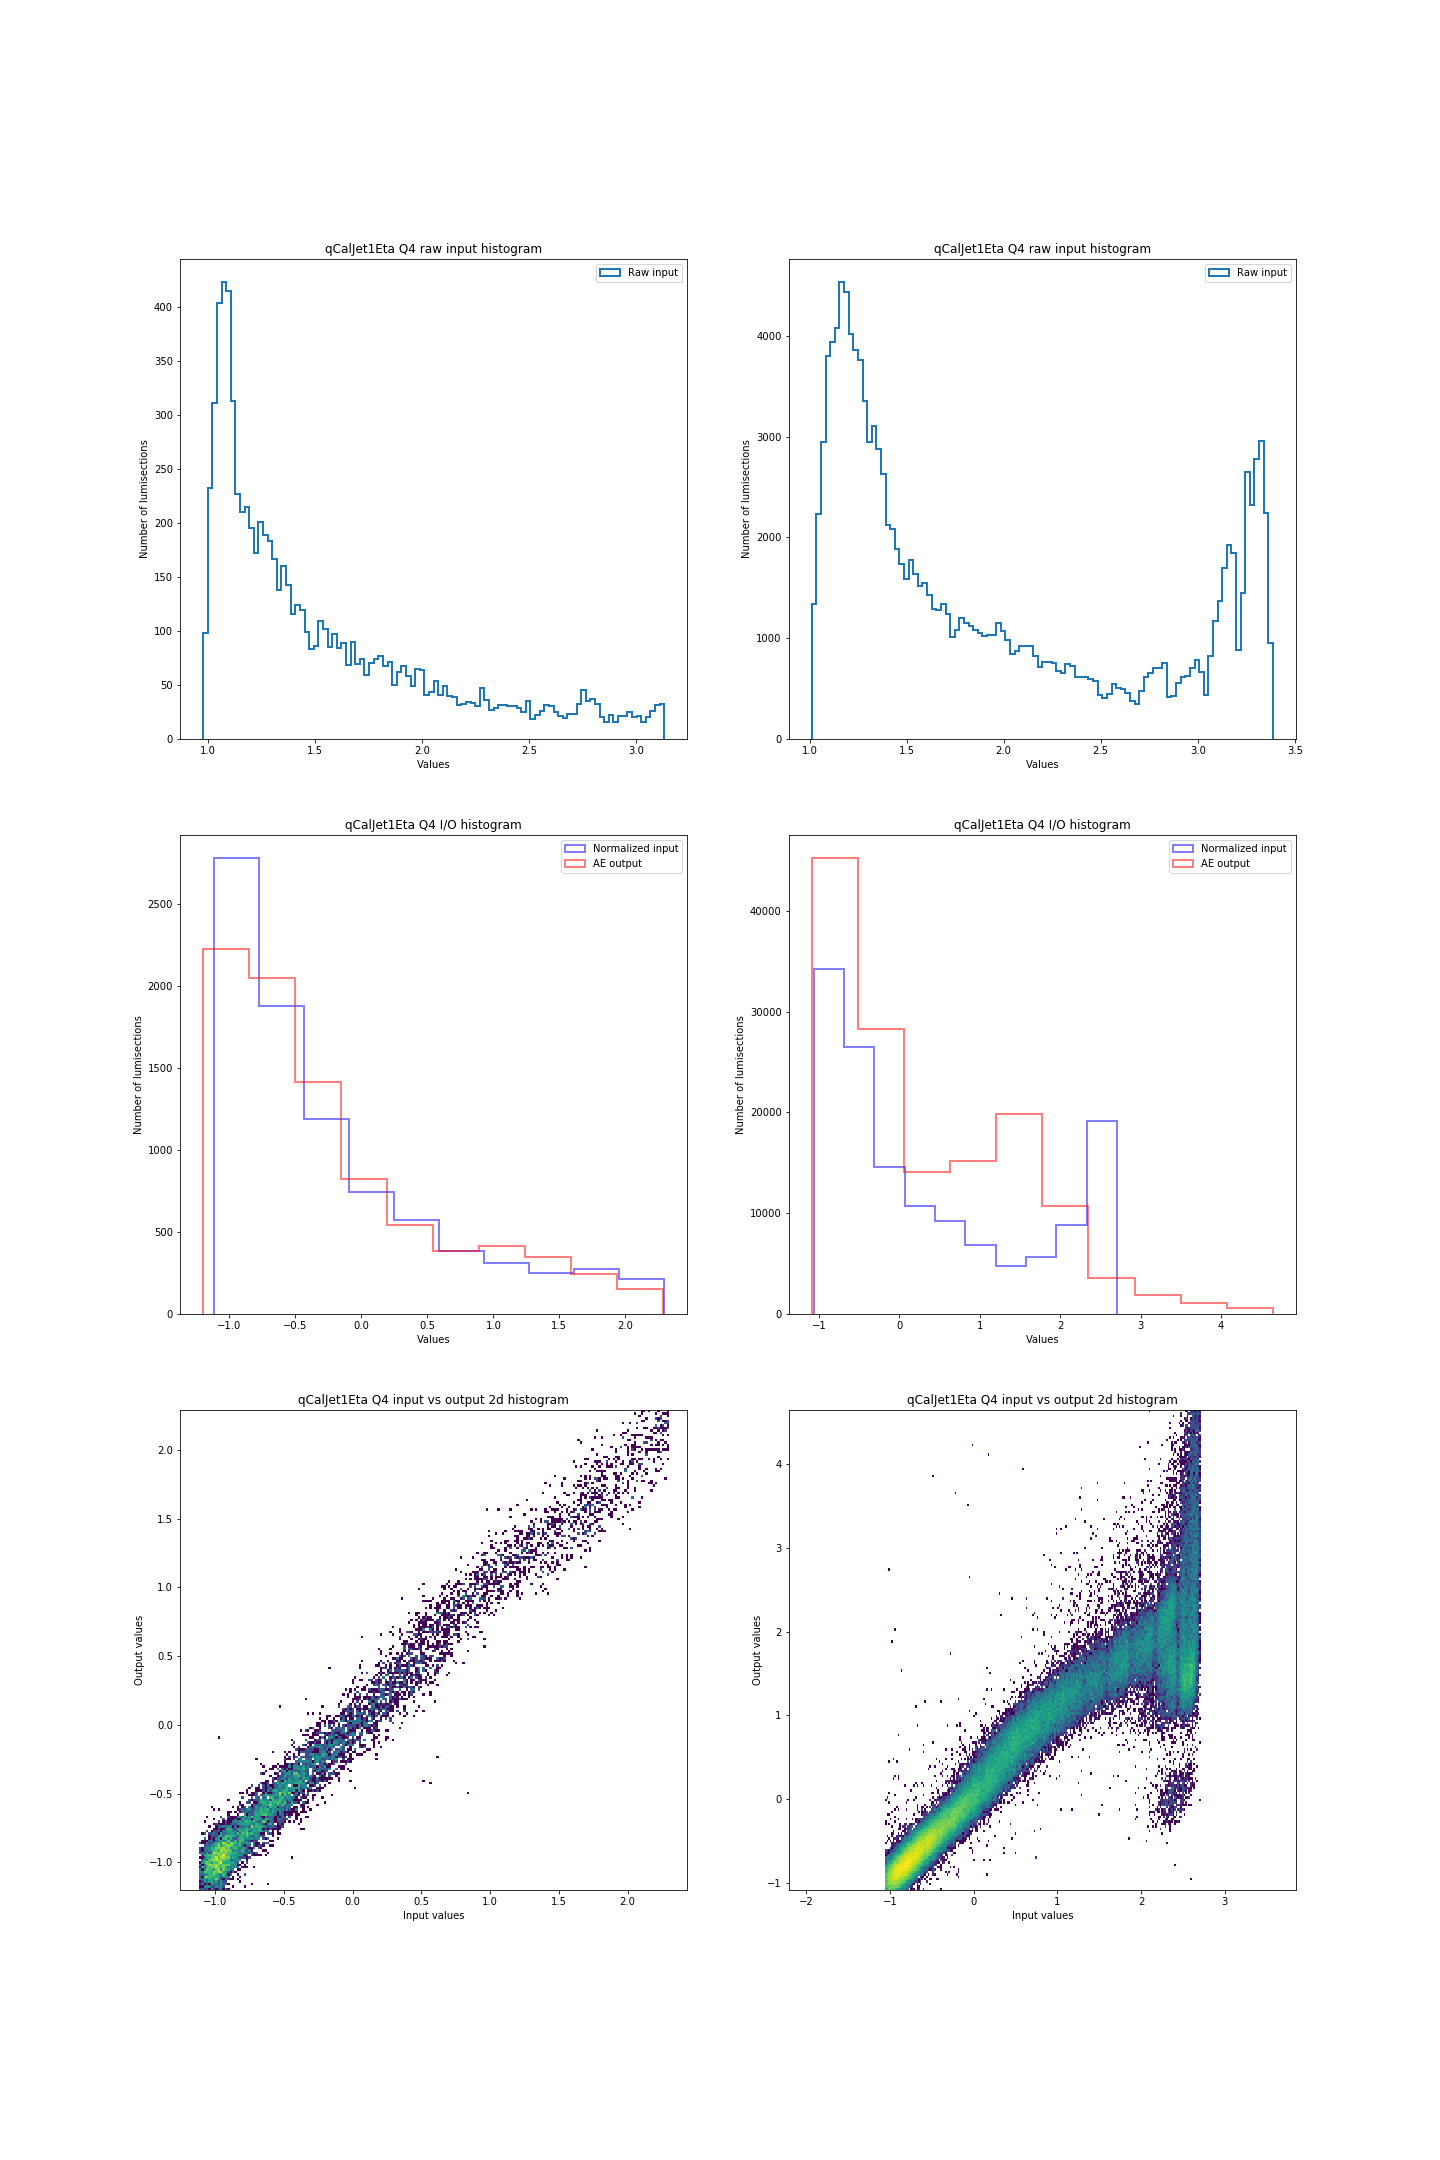 qCalJet1Eta Q4 raw input histogram
Raw input
Number of lumisections
400
350
300
250
200
150
100
50
0
1.0 1.5 2.0 2.5 3.0
Values
qCalJet1Eta Q4 raw input histogram
Raw input
Number of lumisections
4000
3000
2000
1000
0
1.0 1.5 2.0 2.5 3.0 3.5
Values
qCalJet1Eta Q4 I/O histogram
Normalized input
AE output
Number of lumisections
2500
2000
1500
1000
500
0
−1.0 −0.5 0.0 0.5 1.0 1.5 2.0
Values
qCalJet1Eta Q4 I/O histogram
Normalized input
AE output
Number of lumisections
40000
30000
20000
10000
0
−1 0 1 2 3 4
Values
qCalJet1Eta Q4 input vs output 2d histogram
Output values
2.0
1.5
1.0
0.5
0.0
−0.5
−1.0
−1.0 −0.5 0.0 0.5 1.0 1.5 2.0
Input values
qCalJet1Eta Q4 input vs output 2d histogram
Output values
4
3
2
1
0
−1
−2 −1 0 1 2 3
Input values